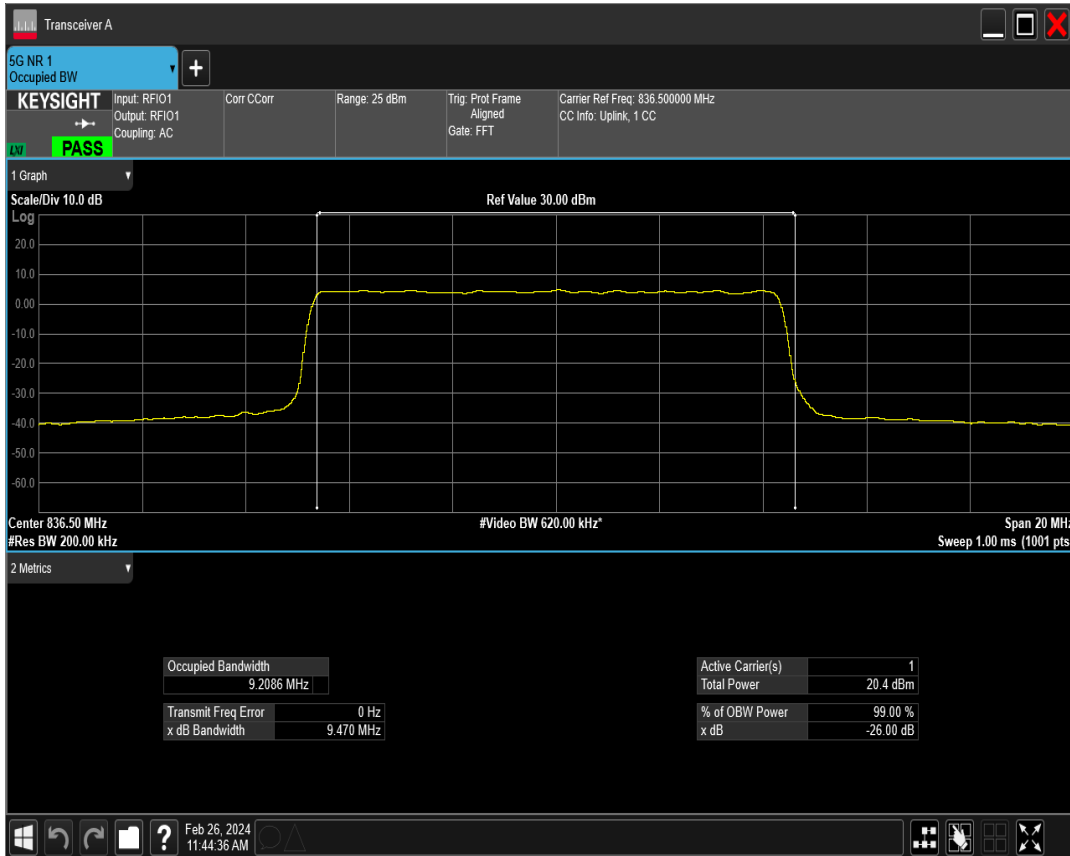 Transceiver A
5G NR 1
Occupied BW
+
KEYSIGHT
LXI
PASS
Input: RFIO1
Output: RFIO1
Coupling: AC
Corr CCorr
Range: 25 dBm
Trig: Prot Frame
Aligned
Gate: FFT
Carrier Ref Freq: 836.500000 MHz
CC Info: Uplink, 1 CC
1 Graph
Scale/Div 10.0 dB
Ref Value 30.00 dBm
Log
20.0
10.0
0.00
-10.0
-20.0
-30.0
-40.0
-50.0
-60.0
Center 836.50 MHz
#Video BW 620.00 kHz*
Span 20 MHz
#Res BW 200.00 kHz
Sweep 1.00 ms (1001 pts
2 Metrics
Occupied Bandwidth
9.2086 MHz
Transmit Freq Error 0 Hz
x dB Bandwidth 9.470 MHz
Active Carrier(s) 1
Total Power 20.4 dBm
% of OBW Power 99.00 %
x dB -26.00 dB
?
Feb 26, 2024
11:44:36 AM